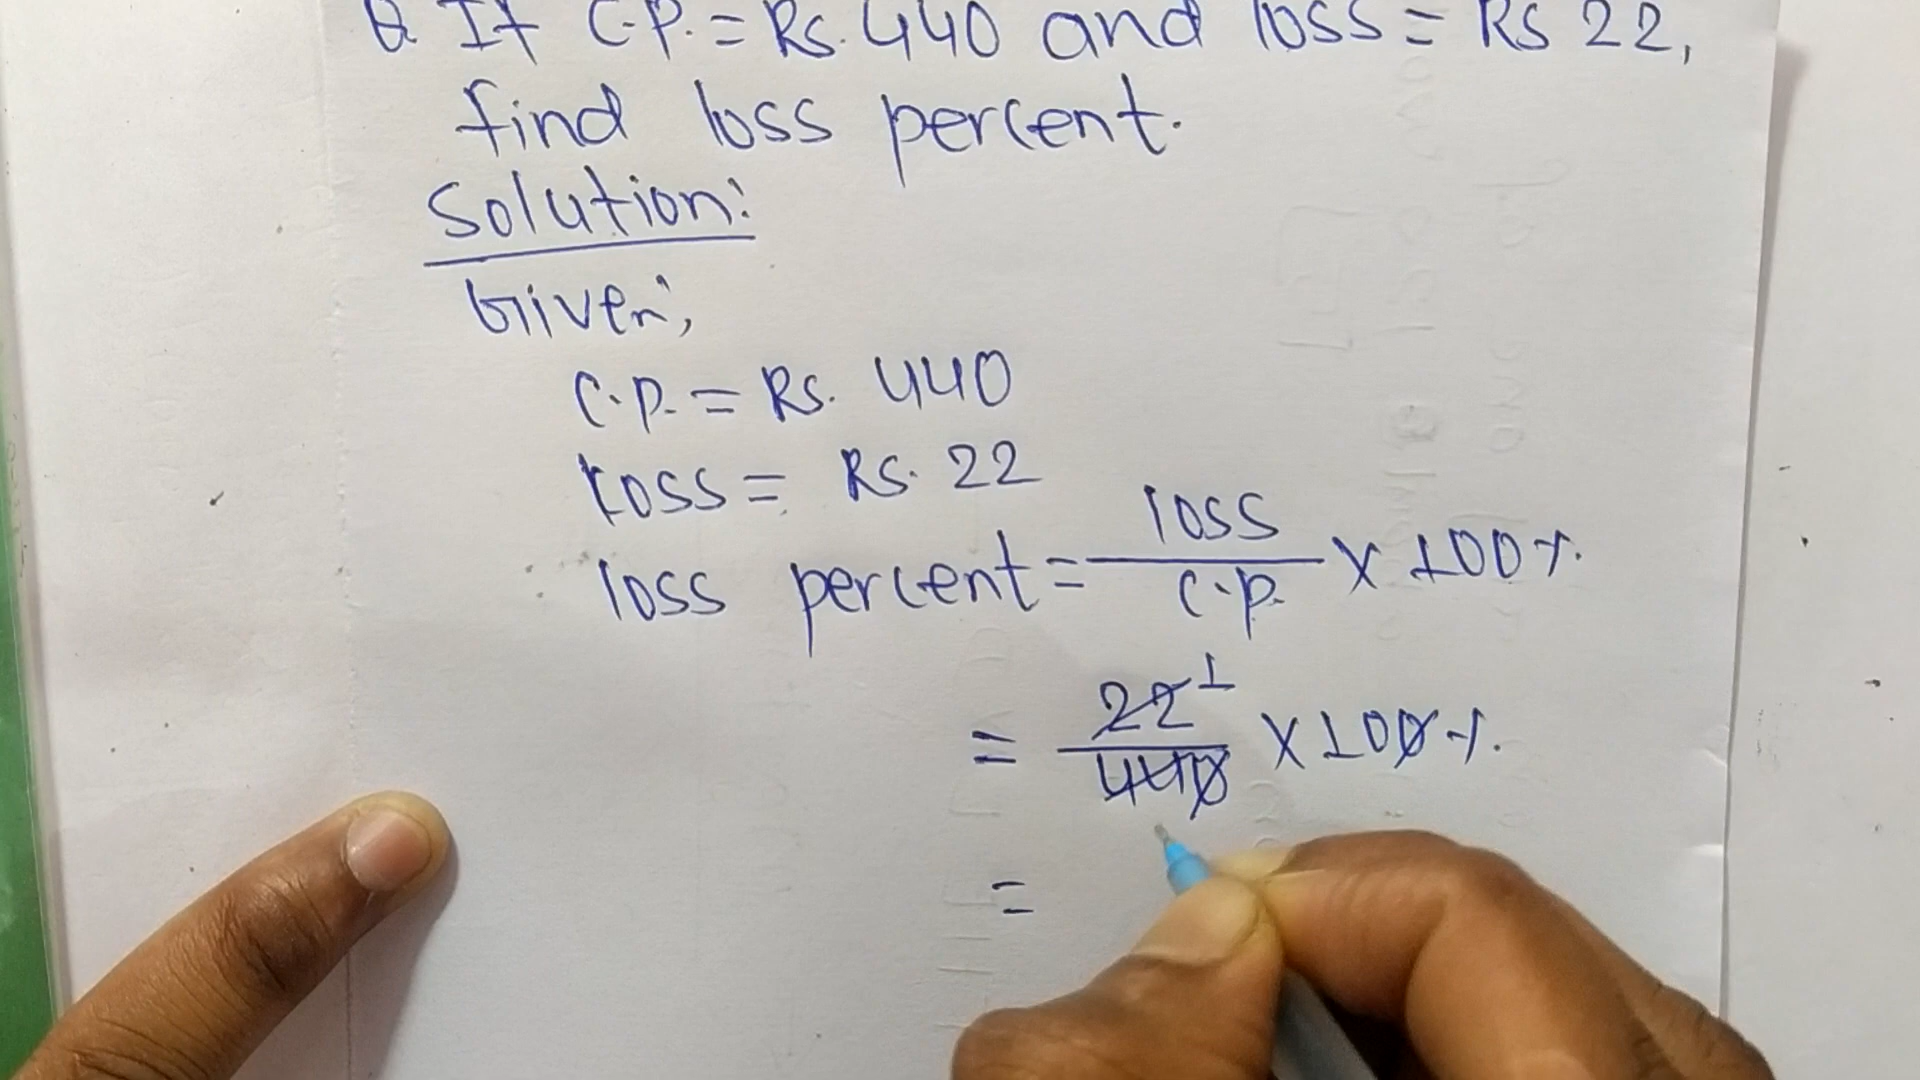 Q. If C.P. = Rs. 440 and loss = Rs 22,
find loss percent.
Solution:
Given,
C.P. = Rs. 440
Loss = Rs. 22
loss percent = loss/C.P. × 100%
= 22 1/440 × 100%
=